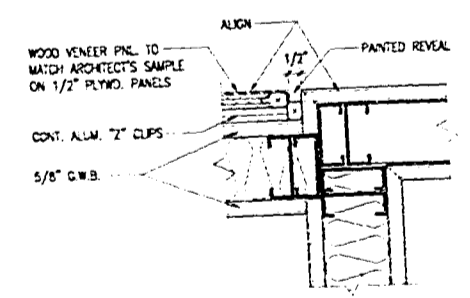 ALIGN
1/2"
WOOD VENEER PNL. TO
MATCH ARCHITECT'S SAMPLE
ON 1/2" PLYWD. PANELS
PAINTED REVEAL
CONT. ALUM. "Z" CLIPS
5/8" G.W.B.